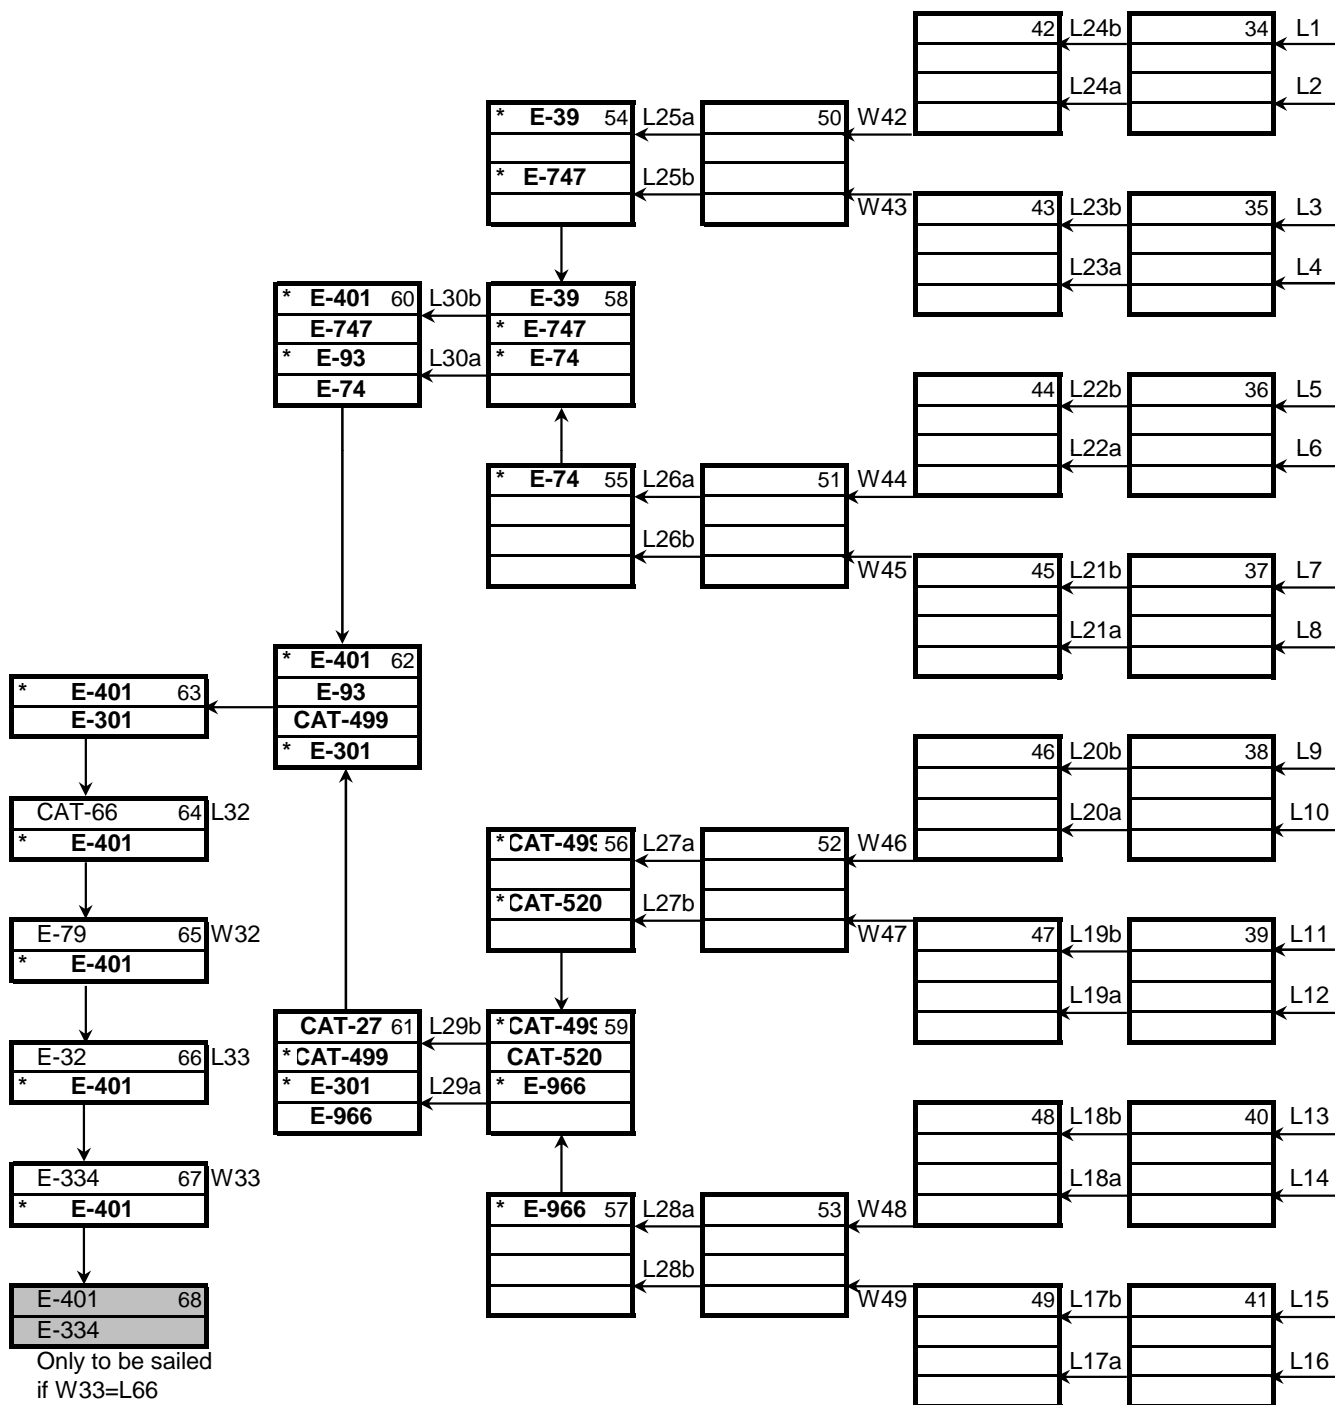 42 L24b 34 L1
L24a L2
* E-39 54 L25a 50 W42
* E-747 L25b
W43 43 L23b 35 L3
L23a L4
* E-401 60 L30b E-39 58
E-747 * E-747
* E-93 L30a * E-74
E-74
44 L22b 36 L5
L22a L6
* E-74 55 L26a 51 W44
L26b
W45 45 L21b 37 L7
L21a L8
* E-401 62
* E-401 63 E-93
E-301 CAT-499
* E-301
46 L20b 38 L9
CAT-66 64 L32 L20a L10
* E-401
*CAT-499 56 L27a 52 W46
*CAT-520 L27b
E-79 65 W32 W47 47 L19b 39 L11
* E-401
L19a L12
CAT-27 61 L29b *CAT-499 59
E-32 66 L33 *CAT-499 CAT-520
* E-401 * E-301 L29a * E-966
E-966
48 L18b 40 L13
E-334 67 W33 L18a L14
* E-401
* E-966 57 L28a 53 W48
L28b
E-401 68 W49 49 L17b 41 L15
E-334
Only to be sailed L17a L16
if W33=L66